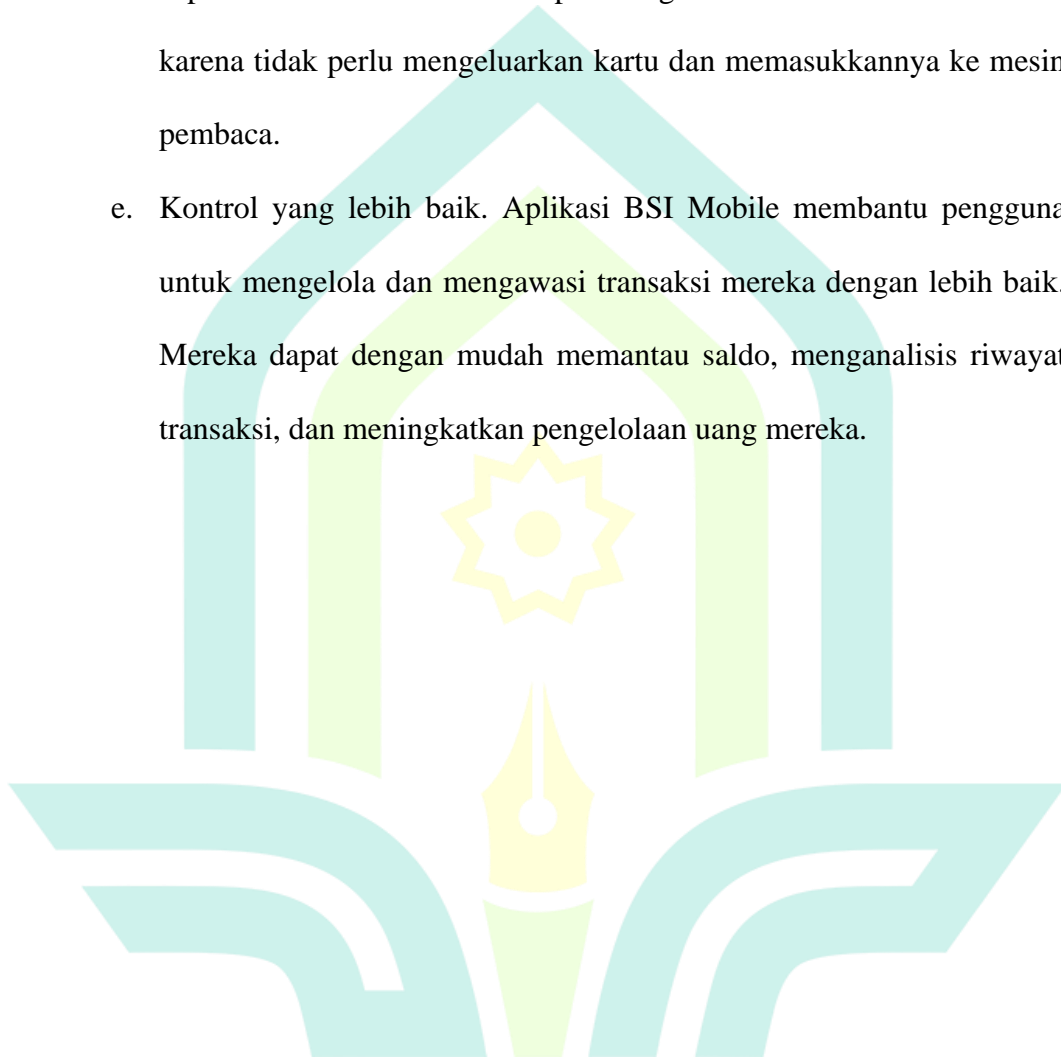 karena tidak perlu mengeluarkan kartu dan memasukkannya ke mesin
pembaca.
e. Kontrol yang lebih baik. Aplikasi BSI Mobile membantu pengguna
untuk mengelola dan mengawasi transaksi mereka dengan lebih baik.
Mereka dapat dengan mudah memantau saldo, menganalisis riwayat
transaksi, dan meningkatkan pengelolaan uang mereka.